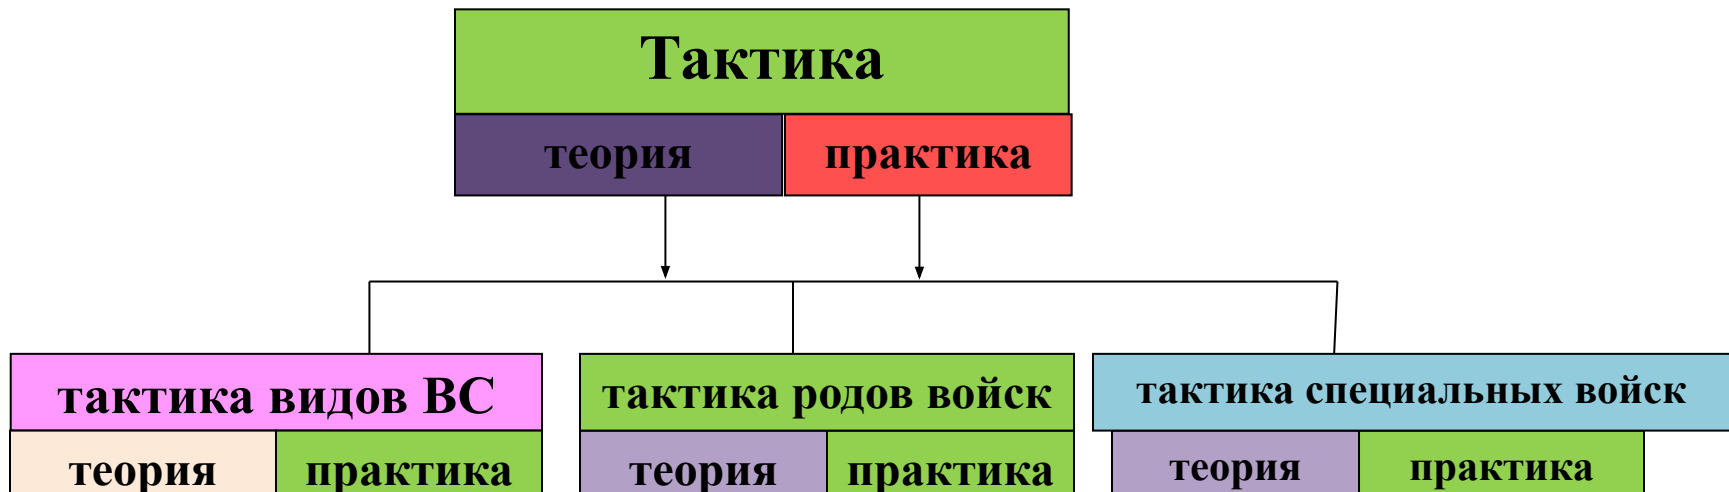 Тактика
теория практика
тактика видов ВС тактика родов войск тактика специальных войск
теория практика теория практика теория практика